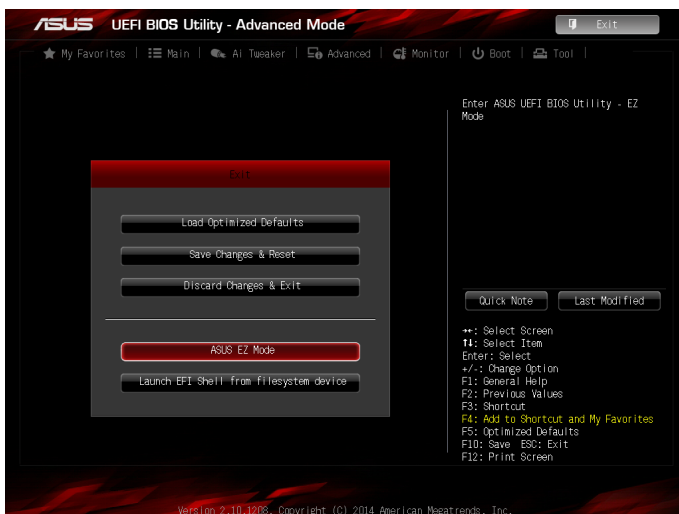 ASUS UEFI BIOS Utility - Advanced Mode Exit
My Favorites | Main | Ai Tweaker | Advanced | Monitor | Boot | Tool |
Enter ASUS UEFI BIOS Utility - EZ
Mode
Exit
Load Optimized Defaults
Save Changes & Reset
Discard Changes & Exit
ASUS EZ Mode
Launch EFI Shell from filesystem device
Quick Note Last Modified
→←: Select Screen
↑↓: Select Item
Enter: Select
+/-: Change Option
F1: General Help
F2: Previous Values
F3: Shortcut
F4: Add to Shortcut and My Favorites
F5: Optimized Defaults
F10: Save ESC: Exit
F12: Print Screen
Version 2.10.1208. Copyright (C) 2014 American Megatrends, Inc.